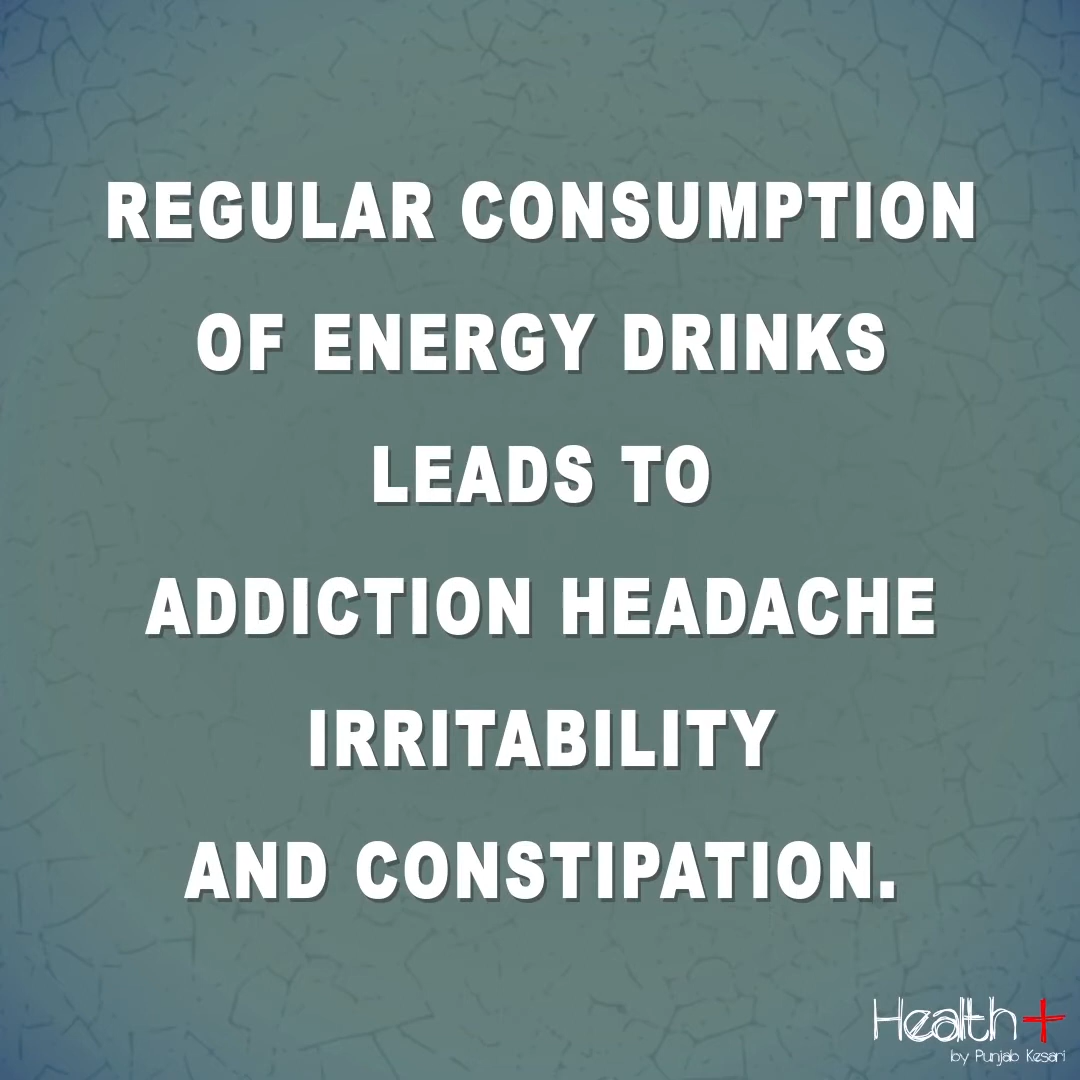 REGULAR CONSUMPTION
OF ENERGY DRINKS
LEADS TO
ADDICTION HEADACHE
IRRITABILITY
AND CONSTIPATION.
Health+
by Punjab Kesari